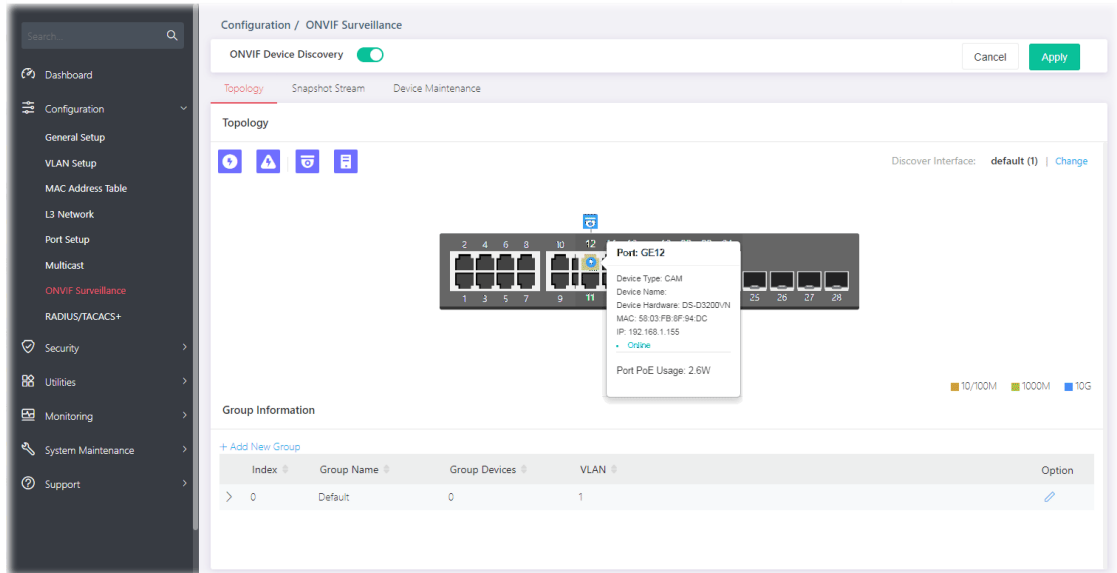 Configuration / ONVIF Surveillance
Search...
ONVIF Device Discovery
Cancel
Apply
Dashboard
Configuration
General Setup
VLAN Setup
MAC Address Table
L3 Network
Port Setup
Multicast
ONVIF Surveillance
RADIUS/TACACS+
Security
Utilities
Monitoring
System Maintenance
Support
Topology Snapshot Stream Device Maintenance
Topology
Discover Interface: default (1) | Change
2 4 6 8 10 12
1 3 5 7 9 11 25 26 27 28
Port: GE12
Device Type: CAM
Device Name:
Device Hardware: DS-D3200VN
MAC: 58:03:FB:8F:94:DC
IP: 192.168.1.155
Online
Port PoE Usage: 2.6W
10/100M 1000M 10G
Group Information
+ Add New Group
Index Group Name Group Devices VLAN Option
0 Default 0 1